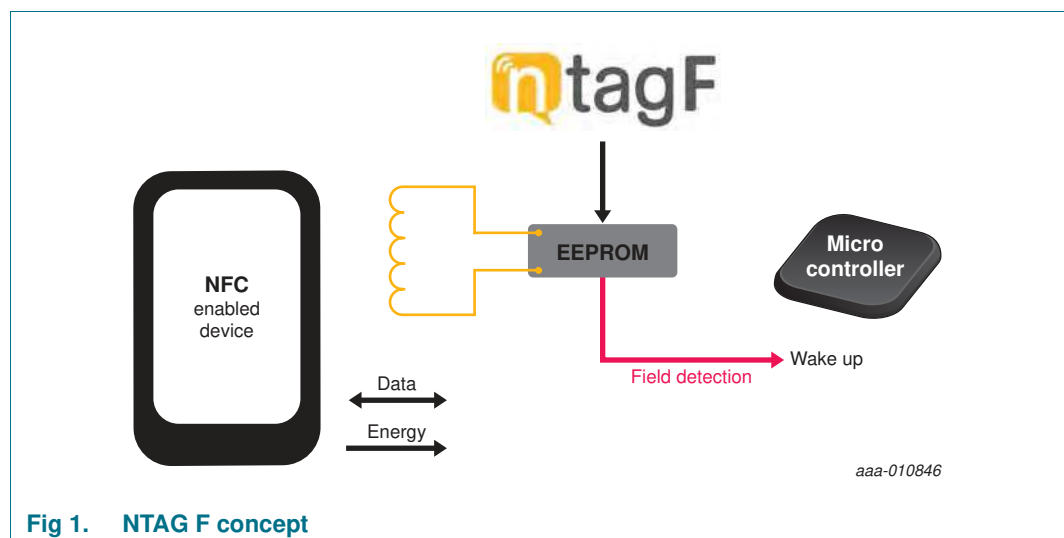 ntagF
EEPROM
Micro
controller
NFC
enabled
device
Wake up
Field detection
Data
Energy
aaa-010846
Fig 1. NTAG F concept